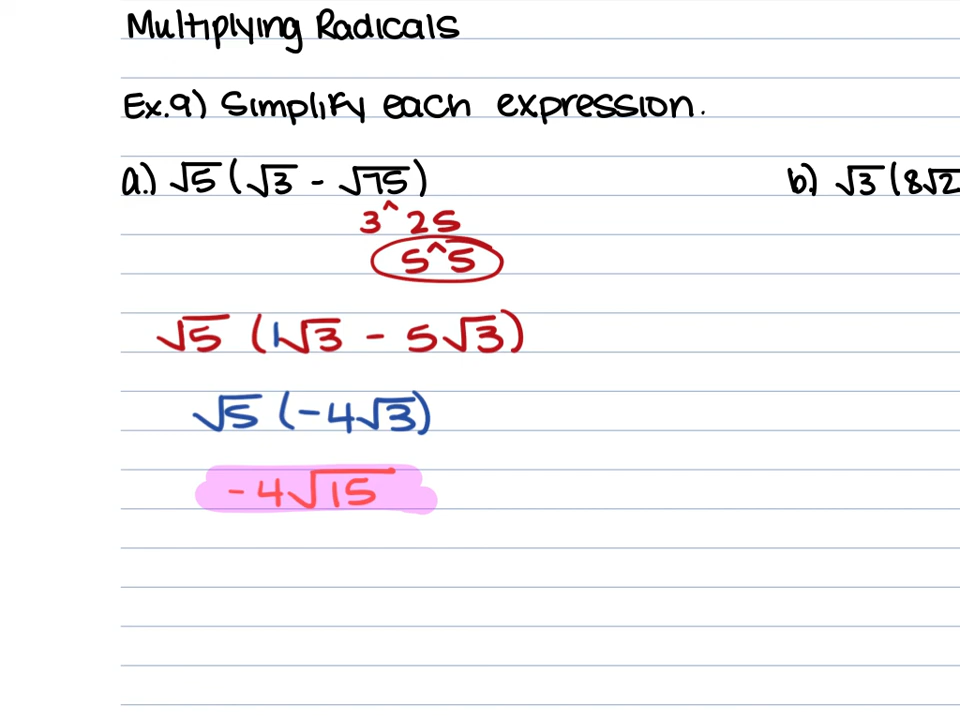 Multiplying Radicals
Ex.9) Simplify each expression.
a.) √5 (√3 - √75)
3^25
5^5
√5 (1√3 - 5√3)
√5 (-4√3)
-4√15
b.) √3 (8√2